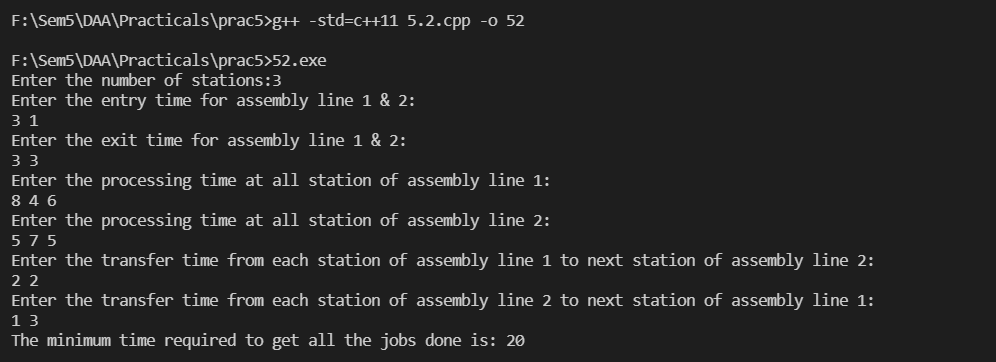 F:\Sem5\DAA\Practicals\prac5>g++ -std=c++11 5.2.cpp -o 52
F:\Sem5\DAA\Practicals\prac5>52.exe
Enter the number of stations:3
Enter the entry time for assembly line 1 & 2:
3 1
Enter the exit time for assembly line 1 & 2:
3 3
Enter the processing time at all station of assembly line 1:
8 4 6
Enter the processing time at all station of assembly line 2:
5 7 5
Enter the transfer time from each station of assembly line 1 to next station of assembly line 2:
2 2
Enter the transfer time from each station of assembly line 2 to next station of assembly line 1:
1 3
The minimum time required to get all the jobs done is: 20